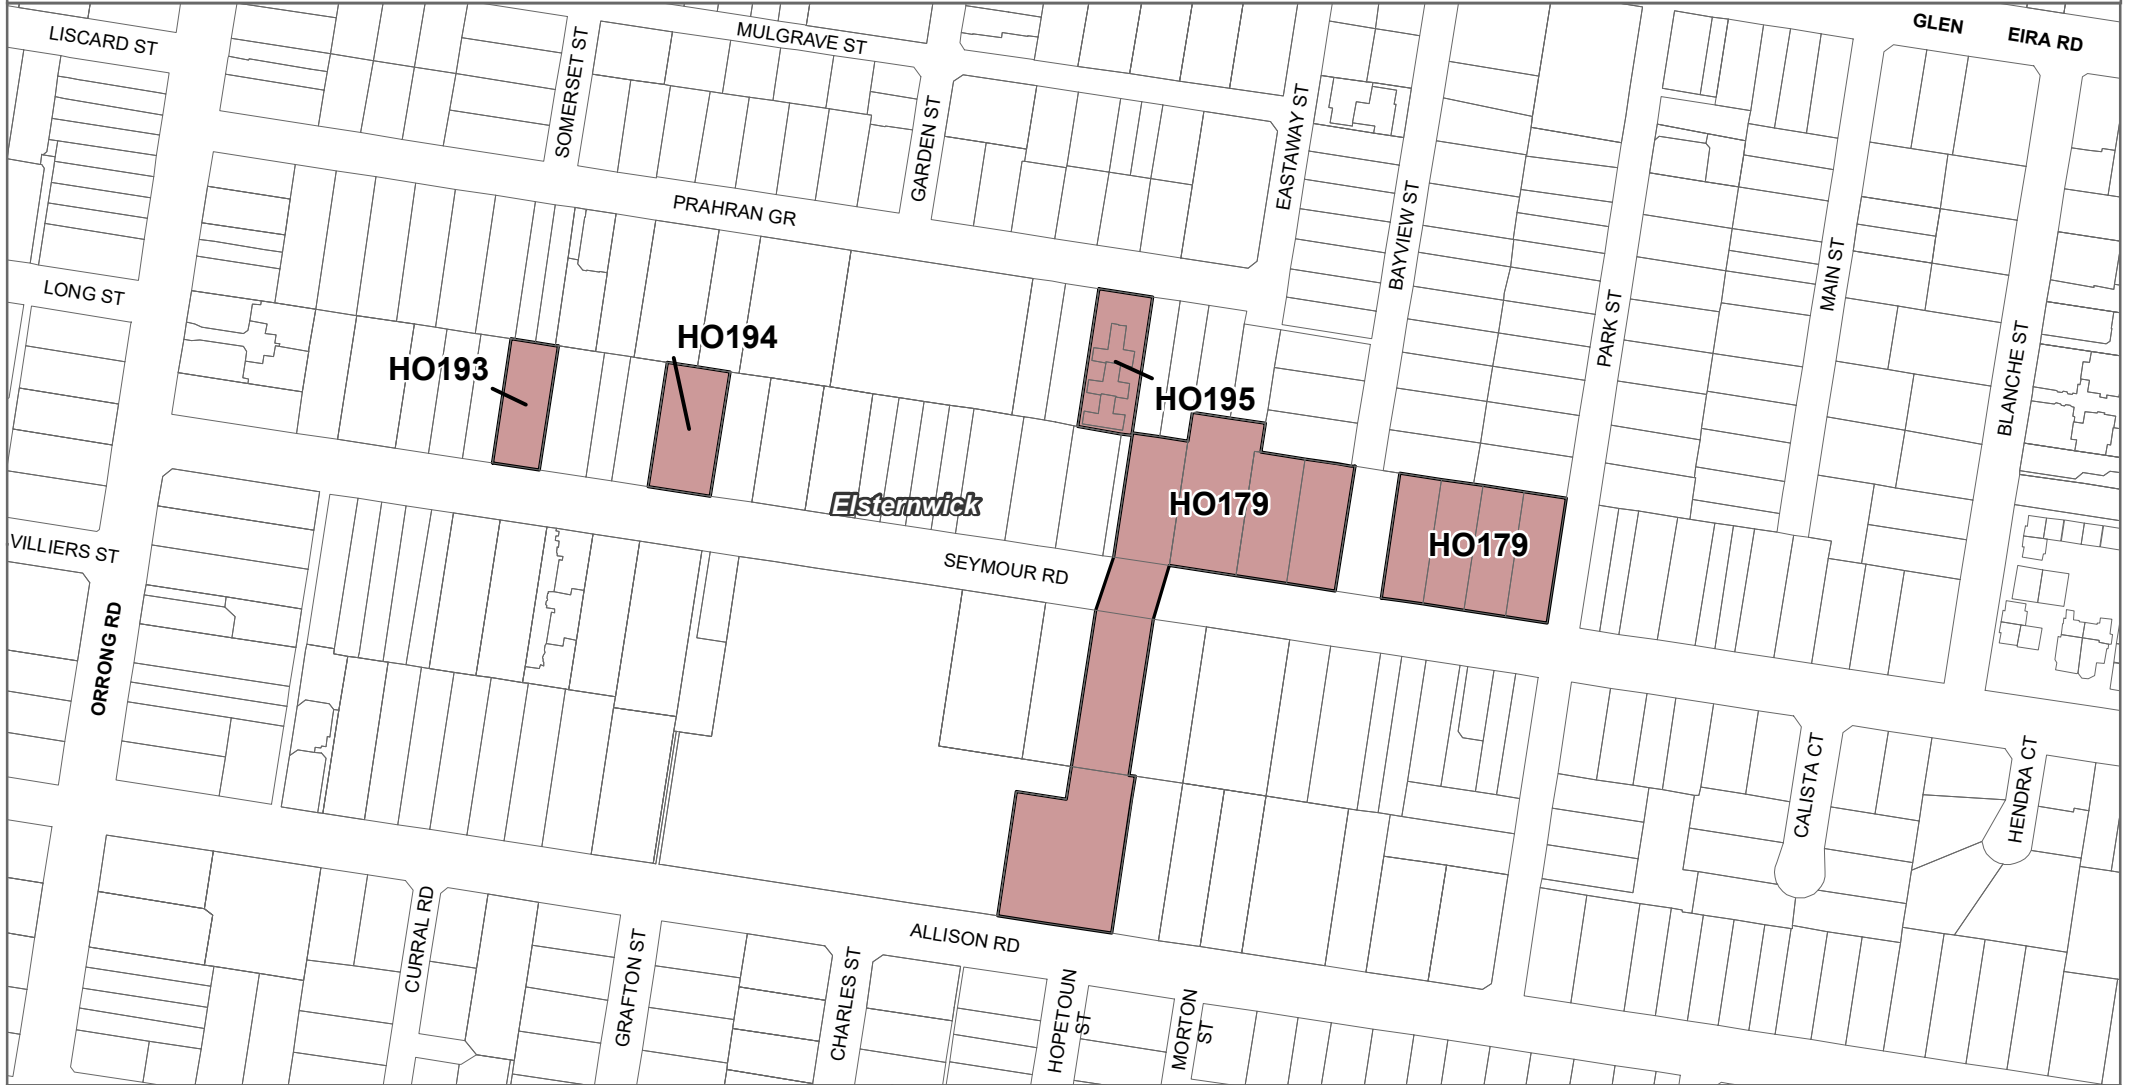 GLEN EIRA RD
LISCARD ST
MULGRAVE ST
SOMERSET ST
GARDEN ST
EASTAWAY ST
BAYVIEW ST
PRAHRAN GR
MAIN ST
PARK ST
BLANCHE ST
LONG ST
HO193
HO194
HO195
HO179
HO179
Elsternwick
SEYMOUR RD
VILLIERS ST
ORRONG RD
CALISTA CT
HENDRA CT
CURRAL RD
GRAFTON ST
CHARLES ST
ALLISON RD
HOPETOUN
ST
MORTON
ST